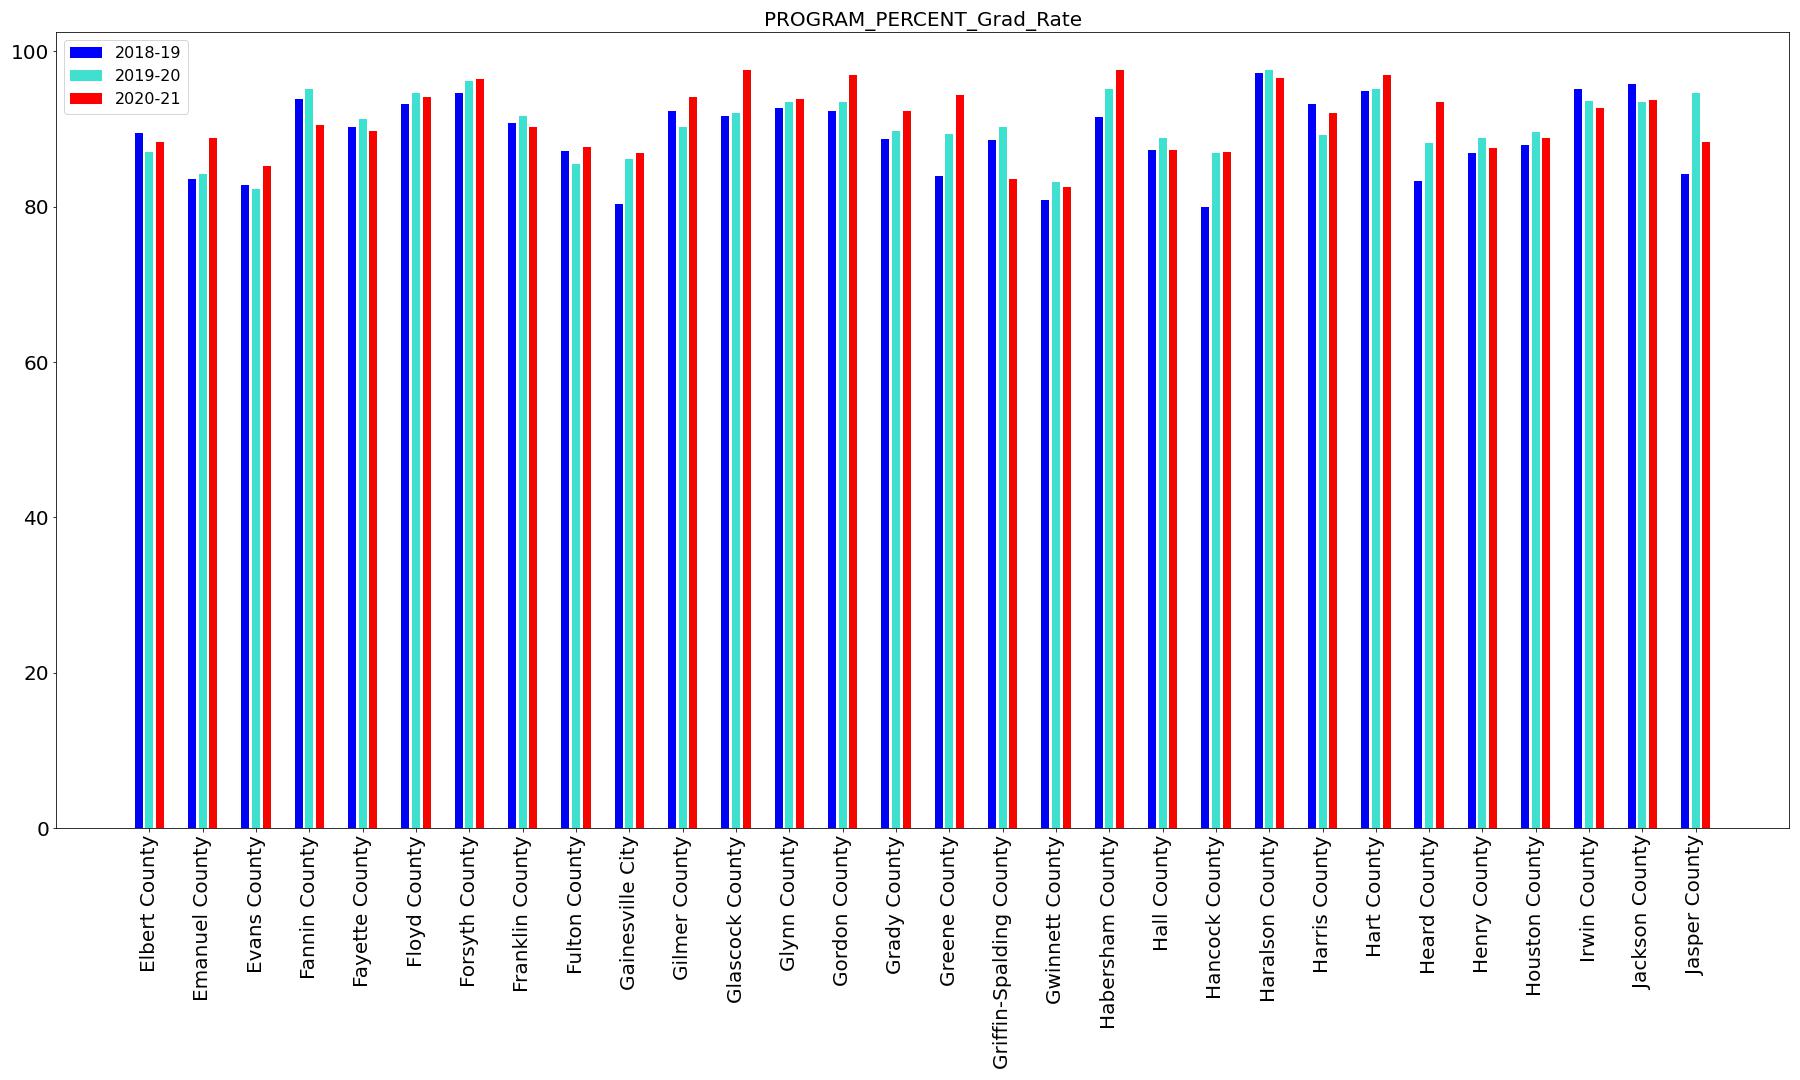 PROGRAM_PERCENT_Grad_Rate
2018-19
2019-20
2020-21
100
80
60
40
20
0
Elbert County
Emanuel County
Evans County
Fannin County
Fayette County
Floyd County
Forsyth County
Franklin County
Fulton County
Gainesville City
Gilmer County
Glascock County
Glynn County
Gordon County
Grady County
Greene County
Griffin-Spalding County
Gwinnett County
Habersham County
Hall County
Hancock County
Haralson County
Harris County
Hart County
Heard County
Henry County
Houston County
Irwin County
Jackson County
Jasper County